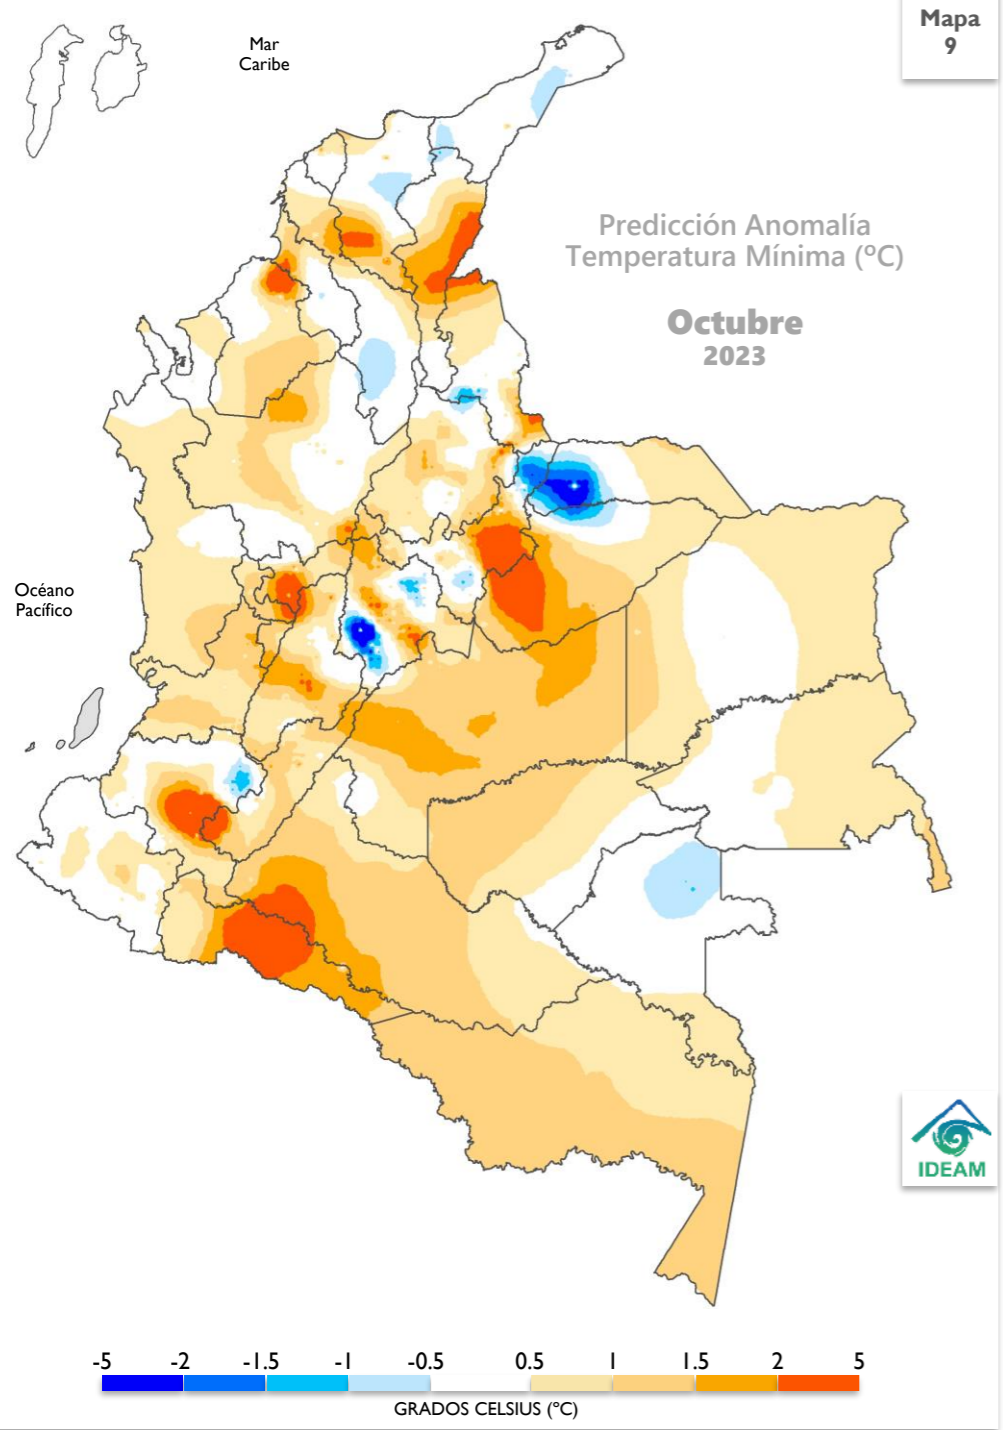 Mapa
9
Mar
Caribe
Predicción Anomalía
Temperatura Mínima (ºC)
Octubre
2023
Océano
Pacífico
IDEAM
-5 -2 -1.5 -1 -0.5 0.5 1 1.5 2 5
GRADOS CELSIUS (ºC)